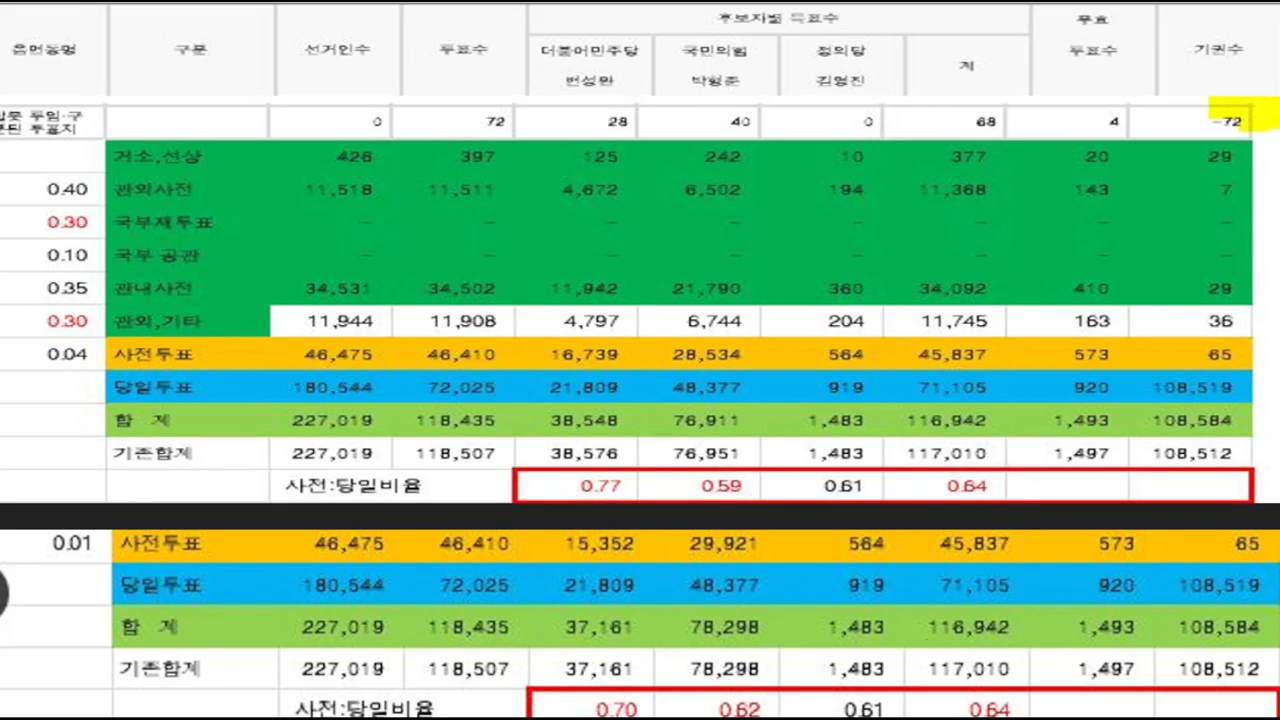 후보자별 득표수
무효
읍면동명 구분 선거인수 투표수 더불어민주당 국민의힘 정의당 계 투표수 기권수
변성완 박형준 김영진
잘못 투입·구
분된 투표지 0 72 28 40 0 68 4 -72
거소,선상 426 397 125 242 10 377 20 29
0.40 관외사전 11,518 11,511 4,672 6,502 194 11,368 143 7
0.30 국부재투표 - - - - - - - -
0.10 국부 공관 - - - - - - - -
0.35 관내사전 34,531 34,502 11,942 21,790 360 34,092 410 29
0.30 관외,기타 11,944 11,908 4,797 6,744 204 11,745 163 36
0.04 사전투표 46,475 46,410 16,739 28,534 564 45,837 573 65
당일투표 180,544 72,025 21,809 48,377 919 71,105 920 108,519
합 계 227,019 118,435 38,548 76,911 1,483 116,942 1,493 108,584
기존합계 227,019 118,507 38,576 76,951 1,483 117,010 1,497 108,512
사전:당일비율 0.77 0.59 0.61 0.64
0.01 사전투표 46,475 46,410 15,352 29,921 564 45,837 573 65
당일투표 180,544 72,025 21,809 48,377 919 71,105 920 108,519
합 계 227,019 118,435 37,161 78,298 1,483 116,942 1,493 108,584
기존합계 227,019 118,507 37,161 78,298 1,483 117,010 1,497 108,512
사전:당일비율 0.70 0.62 0.61 0.64